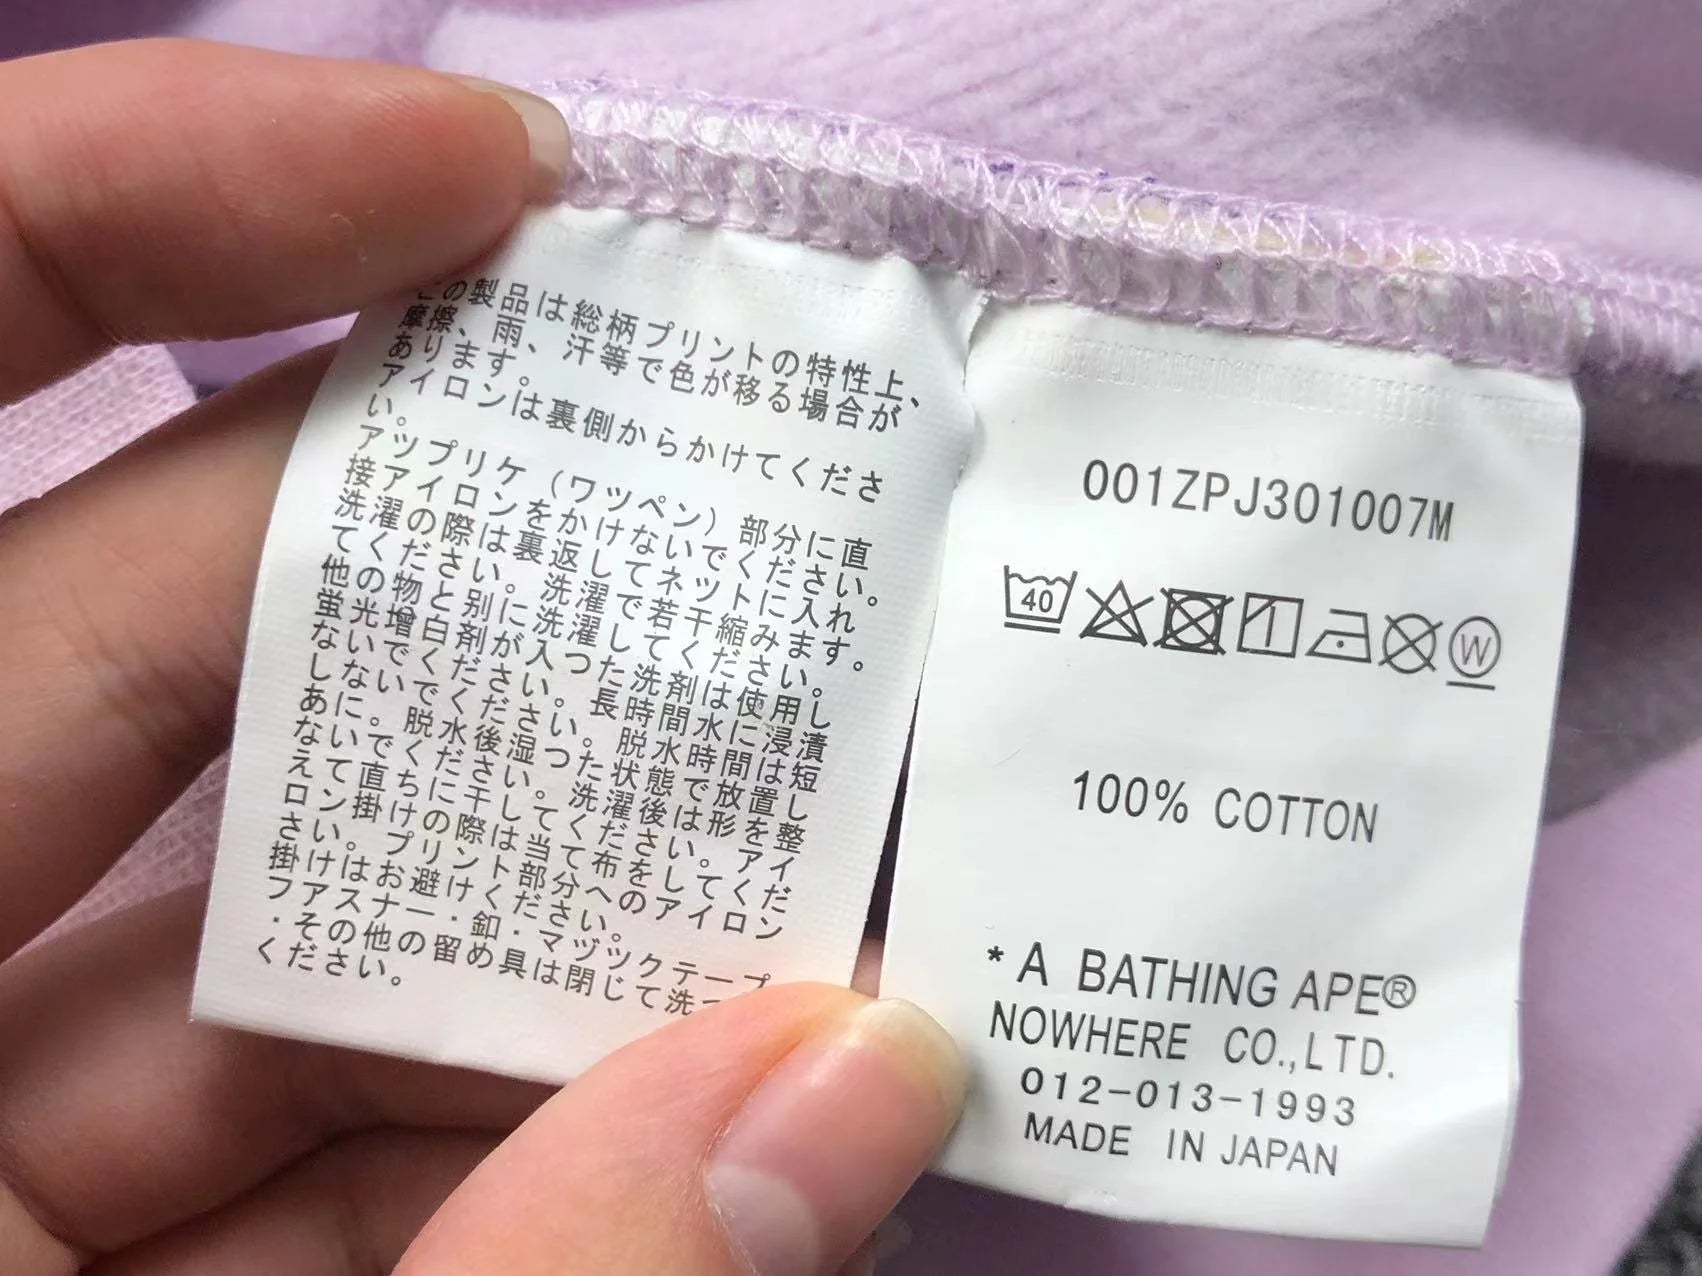 この製品は総柄プリントの特性上、
摩擦、雨、汗等で色が移る場合が
あります。
アイロンは裏側からかけてくださ
い。
アツプリケ（ワツペン）部分に直
接アイロンをかけないでください。
洗濯の際は裏返してネツトに入れ
てください。洗濯で若干縮みます。
他の物と別に洗濯してください。
蛍光増白剤が入つた洗剤は使用し
ないでください。長時間水に浸漬
しないでください。脱水時間は短
めに。脱水後湿つた状態で放置し
ないでください。洗濯後は形を整
えて直ちに干してください。アイ
ロン掛けの際は当て布をしてくだ
さい。プリント部分へのアイロン
掛けはお避けください。
フアスナー・釦・マジツクテープ
・その他の留め具は閉じて洗つ
ください。
001ZPJ301007M
40 W
100% COTTON
* A BATHING APE®
NOWHERE CO.,LTD.
012-013-1993
MADE IN JAPAN